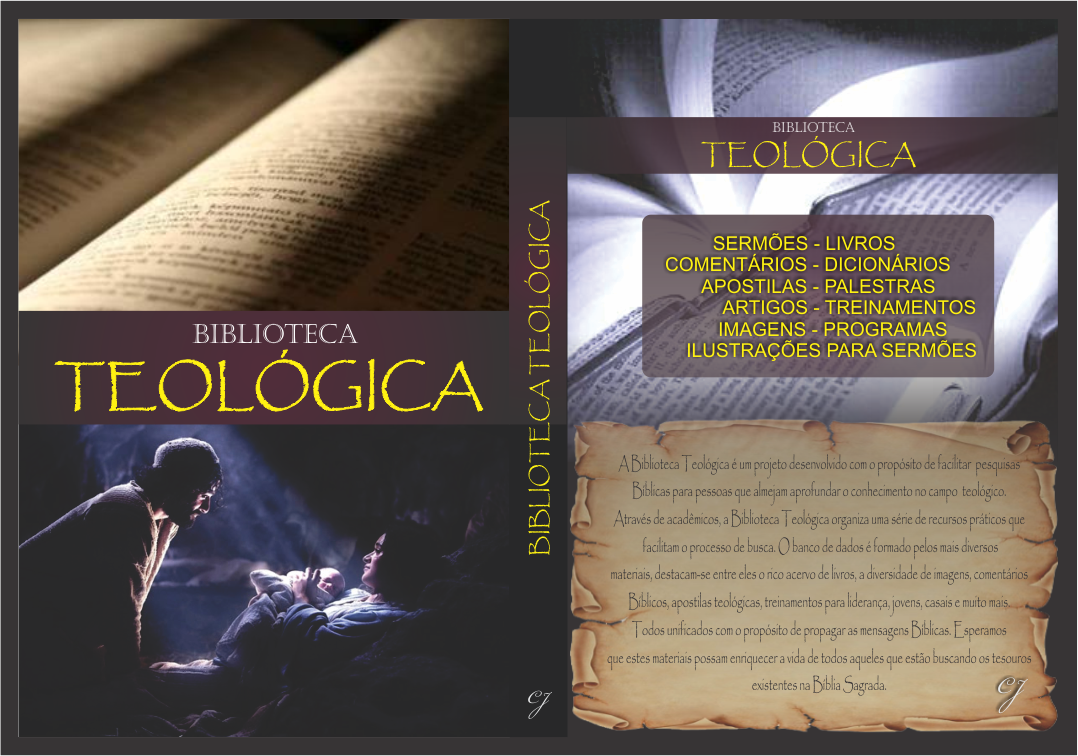 BIBLIOTECA
TEOLÓGICA
BIBLIOTECA TEOLÓGICA
CJ
BIBLIOTECA
TEOLÓGICA
SERMÕES - LIVROS
COMENTÁRIOS - DICIONÁRIOS
APOSTILAS - PALESTRAS
ARTIGOS - TREINAMENTOS
IMAGENS - PROGRAMAS
ILUSTRAÇÕES PARA SERMÕES
A Biblioteca Teológica é um projeto desenvolvido com o propósito de facilitar pesquisas
Bíblicas para pessoas que almejam aprofundar o conhecimento no campo teológico.
Através de acadêmicos, a Biblioteca Teológica organiza uma série de recursos práticos que
facilitam o processo de busca. O banco de dados é formado pelos mais diversos
materiais, destacam-se entre eles o rico acervo de livros, a diversidade de imagens, comentários
Bíblicos, apostilas teológicas, treinamentos para liderança, jovens, casais e muito mais.
Todos unificados com o propósito de propagar as mensagens Bíblicas. Esperamos
que estes materiais possam enriquecer a vida de todos aqueles que estão buscando os tesouros
existentes na Bíblia Sagrada.
CJ